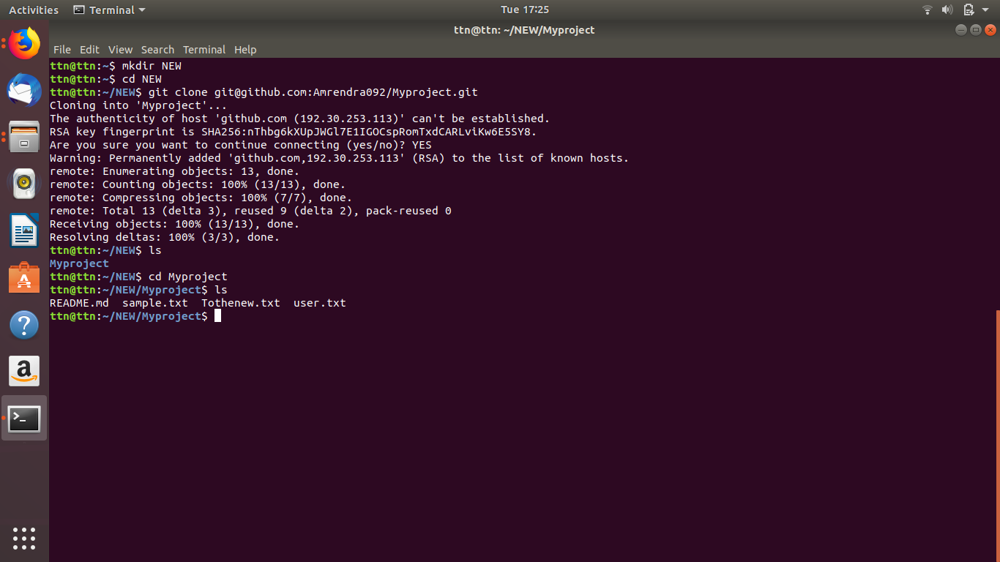 Activities Terminal Tue 17:25
ttn@ttn: ~/NEW/Myproject
File Edit View Search Terminal Help
ttn@ttn:~$ mkdir NEW
ttn@ttn:~$ cd NEW
ttn@ttn:~/NEW$ git clone git@github.com:Amrendra092/Myproject.git
Cloning into 'Myproject'...
The authenticity of host 'github.com (192.30.253.113)' can't be established.
RSA key fingerprint is SHA256:nThbg6kXUpJWGl7E1IGOCspRomTxdCARLviKw6E5SY8.
Are you sure you want to continue connecting (yes/no)? YES
Warning: Permanently added 'github.com,192.30.253.113' (RSA) to the list of known hosts.
remote: Enumerating objects: 13, done.
remote: Counting objects: 100% (13/13), done.
remote: Compressing objects: 100% (7/7), done.
remote: Total 13 (delta 3), reused 9 (delta 2), pack-reused 0
Receiving objects: 100% (13/13), done.
Resolving deltas: 100% (3/3), done.
ttn@ttn:~/NEW$ ls
Myproject
ttn@ttn:~/NEW$ cd Myproject
ttn@ttn:~/NEW/Myproject$ ls
README.md  sample.txt  Tothenew.txt  user.txt
ttn@ttn:~/NEW/Myproject$